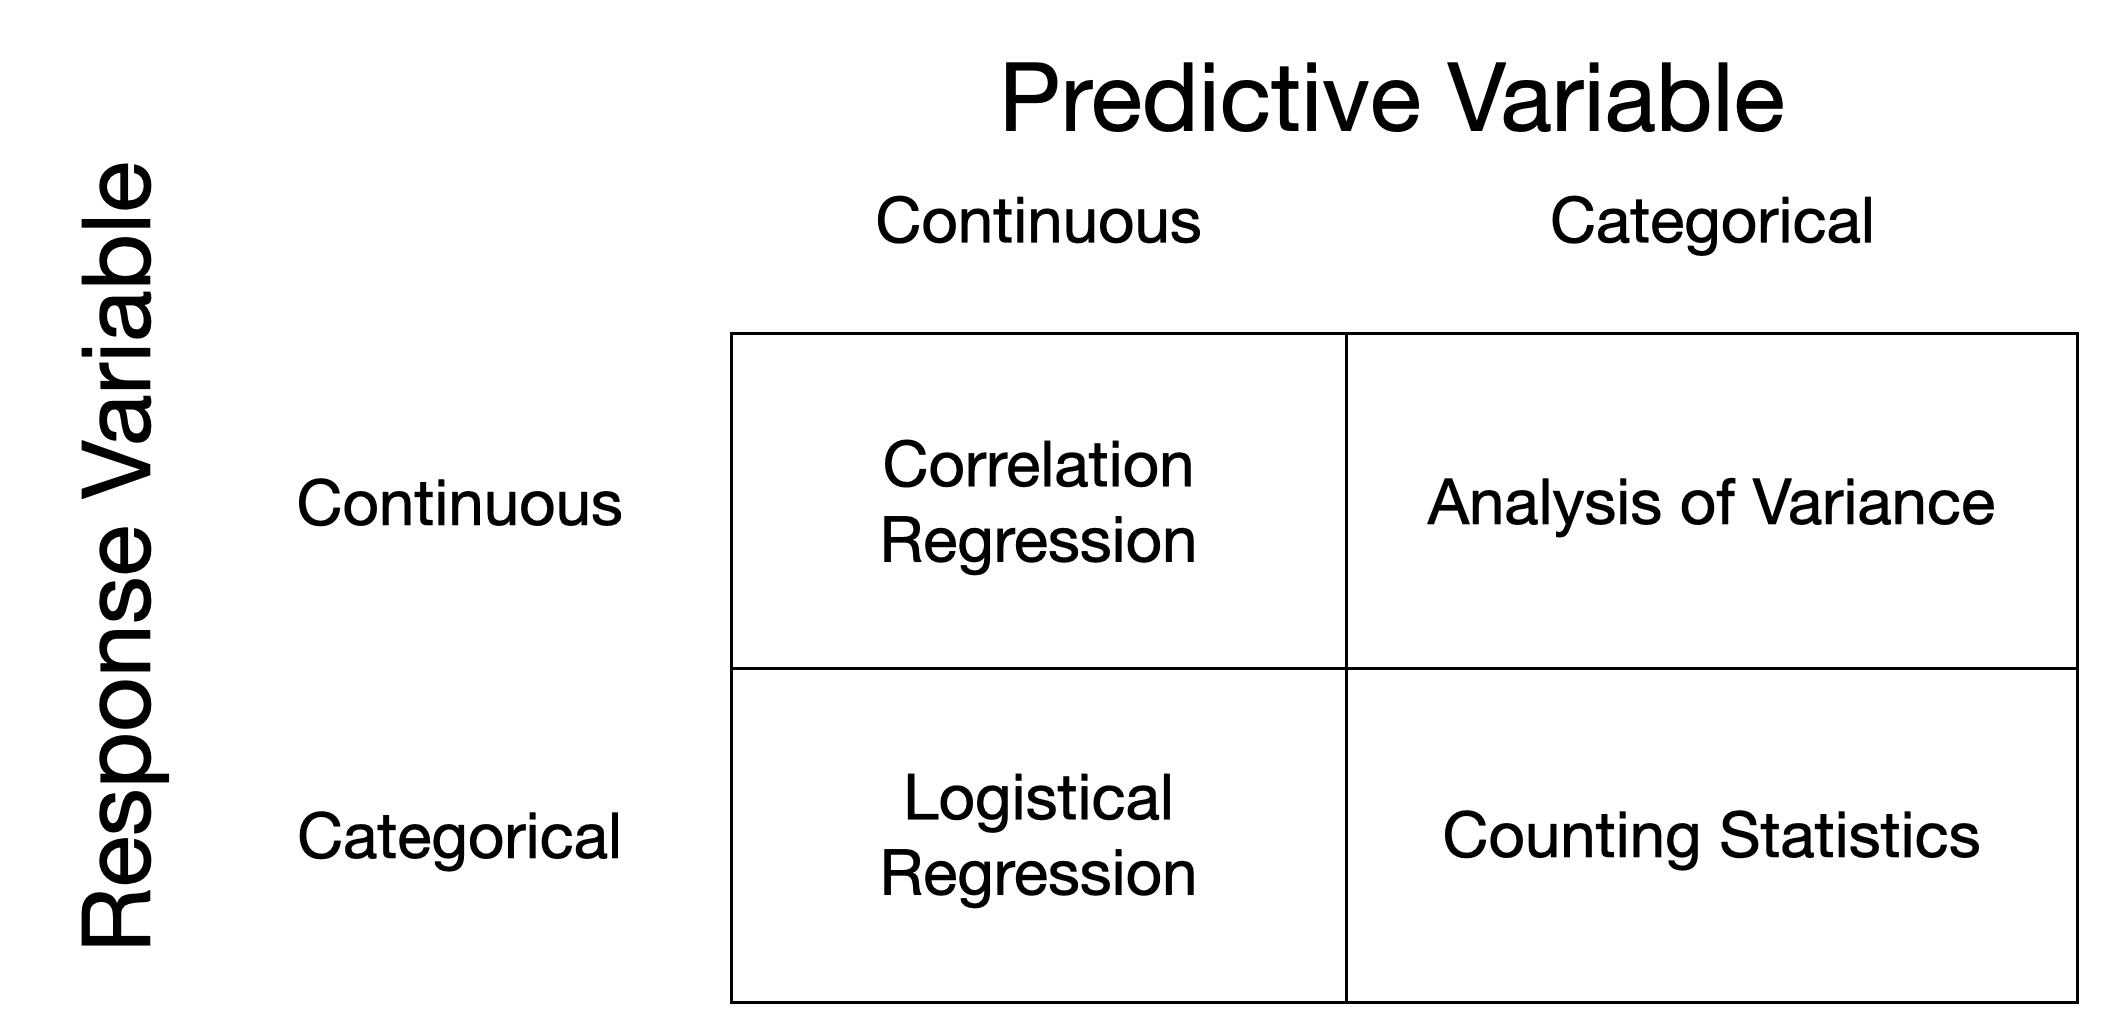 Predictive Variable
Continuous
Categorical
Response Variable
Continuous
Correlation
Regression
Analysis of Variance
Categorical
Logistical
Regression
Counting Statistics